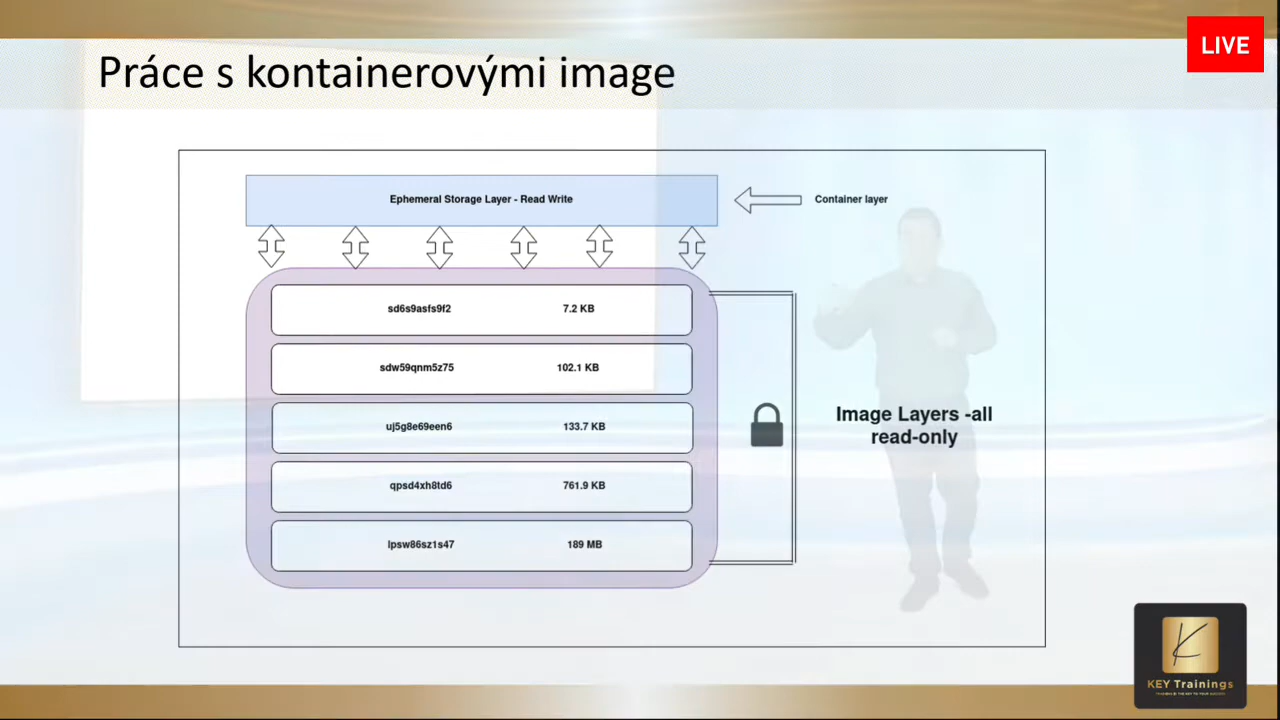 LIVE
Práce s kontainerovými image
Ephemeral Storage Layer - Read Write
Container layer
sd6s9asfs9f2 7.2 KB
sdw59qnm5z75 102.1 KB
uj5g8e69een6 133.7 KB
Image Layers -all
read-only
qpsd4xh8td6 761.9 KB
lpsw86sz1s47 189 MB
KEY Trainings